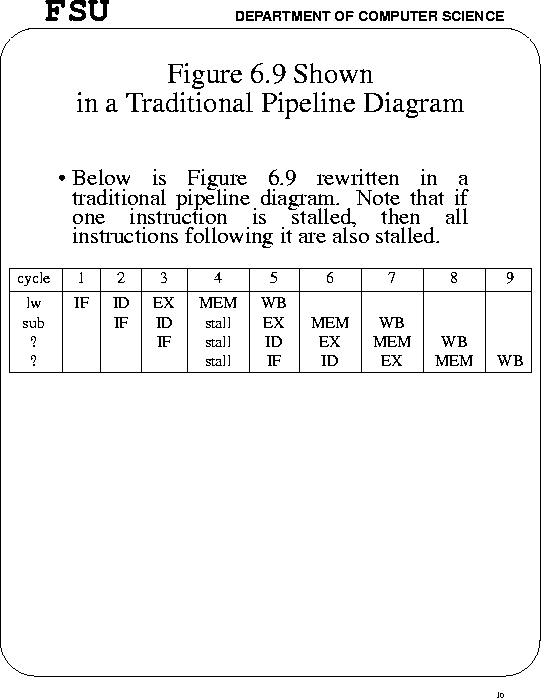 FSU DEPARTMENT OF COMPUTER SCIENCE
Figure 6.9 Shown
in a Traditional Pipeline Diagram
• Below is Figure 6.9 rewritten in a
traditional pipeline diagram. Note that if
one instruction is stalled, then all
instructions following it are also stalled.
cycle 1 2 3 4 5 6 7 8 9
lw IF ID EX MEM WB
sub IF ID stall EX MEM WB
? IF stall ID EX MEM WB
? stall IF ID EX MEM WB